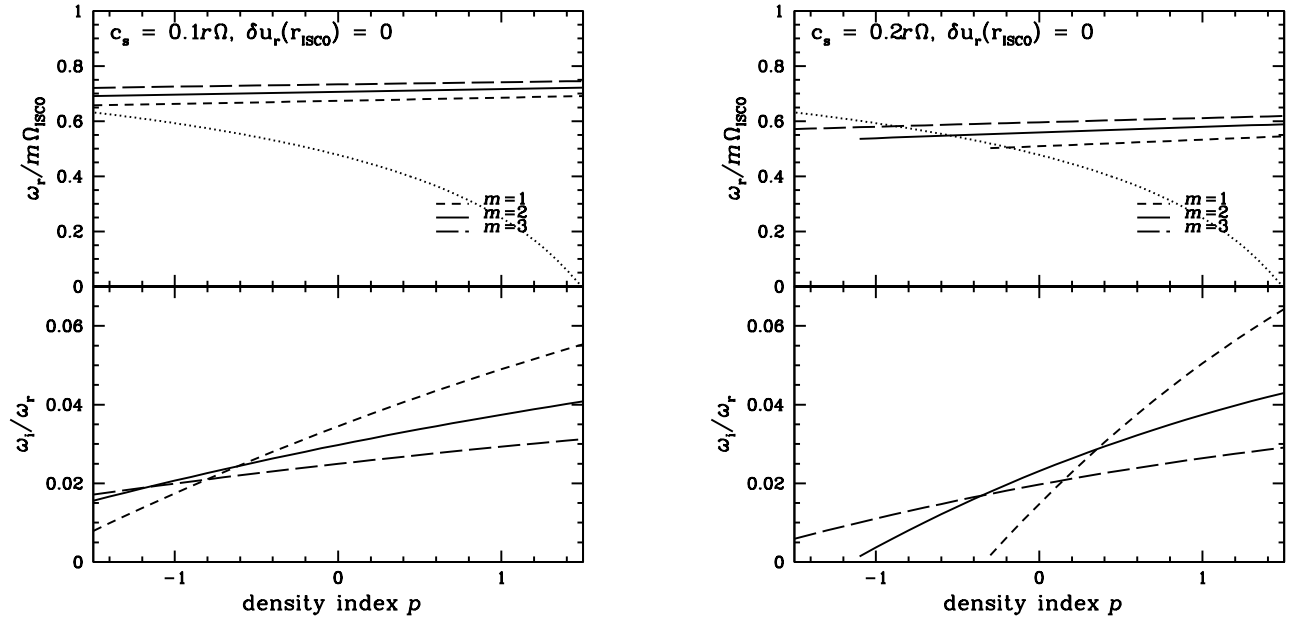 c_s = 0.1rΩ, δu_r(r_ISCO) = 0
1
0.8
0.6
0.4
0.2
0
ω_r/m Ω_ISCO
m=1
m=2
m=3
0.06
0.04
0.02
0
ω_i/ω_r
−1
0
1
density index p
c_s = 0.2rΩ, δu_r(r_ISCO) = 0
1
0.8
0.6
0.4
0.2
0
ω_r/m Ω_ISCO
m=1
m=2
m=3
0.06
0.04
0.02
0
ω_i/ω_r
−1
0
1
density index p